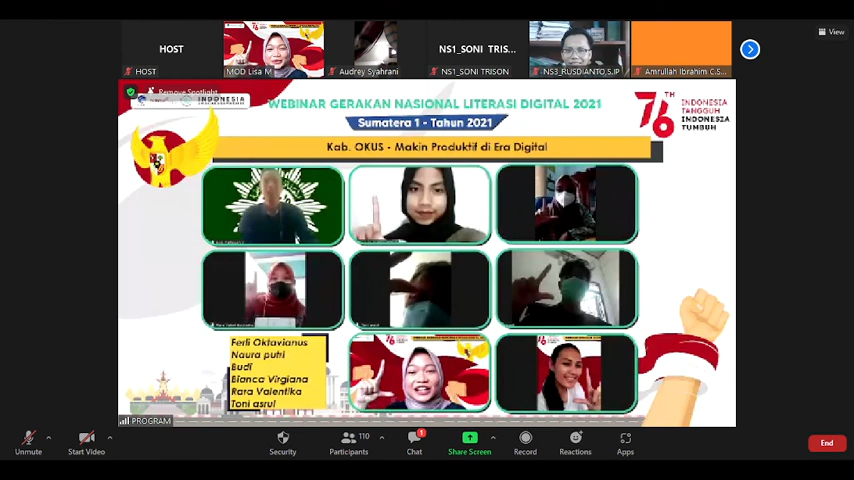 View
HOST
HOST
MOD Lisa M
Audrey Syahrani
NS1_SONI TRIS...
NS1_SONI TRISON
NS3_RUSDIANTO,S.IP
Amrullah Ibrahim C.S...
Remove Spotlight
INDONESIA
WEBINAR GERAKAN NASIONAL LITERASI DIGITAL 2021
Sumatera 1 - Tahun 2021
76TH
INDONESIA
TANGGUH
INDONESIA
TUMBUH
Kab. OKUS - Makin Produktif di Era Digital
Ferli Oktavianus
Naura putri
Budi
Bianca Virgiana
Rara Valentika
Toni asrul
PROGRAM
Unmute
Start Video
Security
110
Participants
1
Chat
Share Screen
Record
Reactions
Apps
End